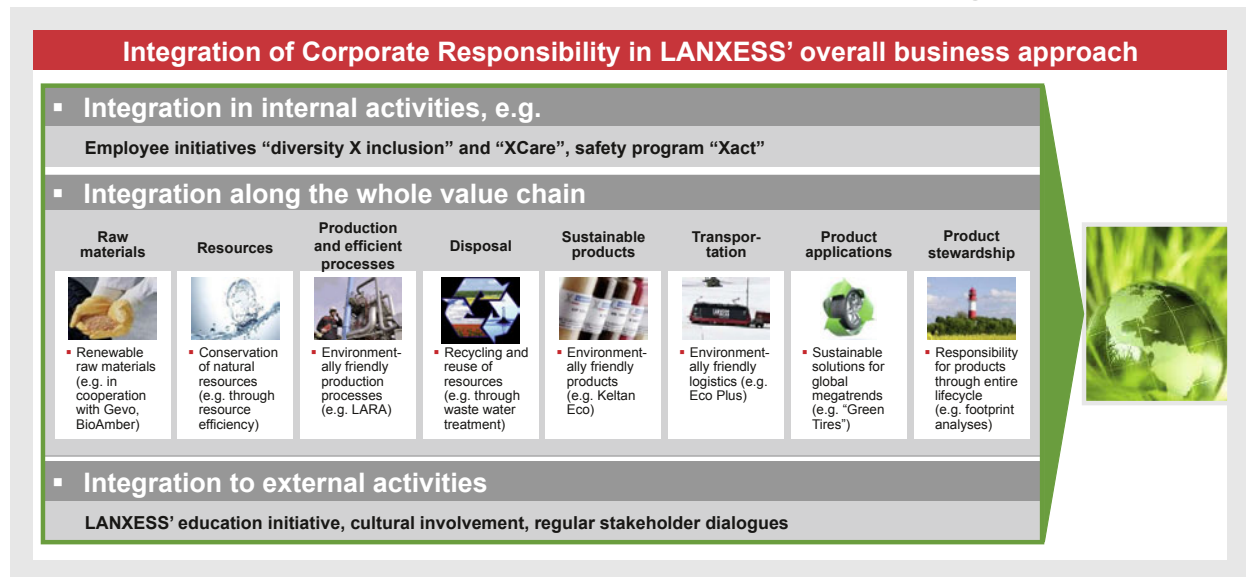 Integration of Corporate Responsibility in LANXESS' overall business approach
▪ Integration in internal activities, e.g.
Employee initiatives “diversity X inclusion” and “XCare”, safety program “Xact”
▪ Integration along the whole value chain
Raw
materials
Resources
Production
and efficient
processes
Disposal
Sustainable
products
Transpor-
tation
Product
applications
Product
stewardship
LANXESS
▪ Renewable
raw materials
(e.g. in
cooperation
with Gevo,
BioAmber)
▪ Conservation
of natural
resources
(e.g. through
resource
efficiency)
▪ Environment-
ally friendly
production
processes
(e.g. LARA)
▪ Recycling and
reuse of
resources
(e.g. through
waste water
treatment)
▪ Environment-
ally friendly
products
(e.g. Keltan
Eco)
▪ Environment-
ally friendly
logistics (e.g.
Eco Plus)
▪ Sustainable
solutions for
global
megatrends
(e.g. “Green
Tires”)
▪ Responsibility
for products
through entire
lifecycle
(e.g. footprint
analyses)
▪ Integration to external activities
LANXESS' education initiative, cultural involvement, regular stakeholder dialogues